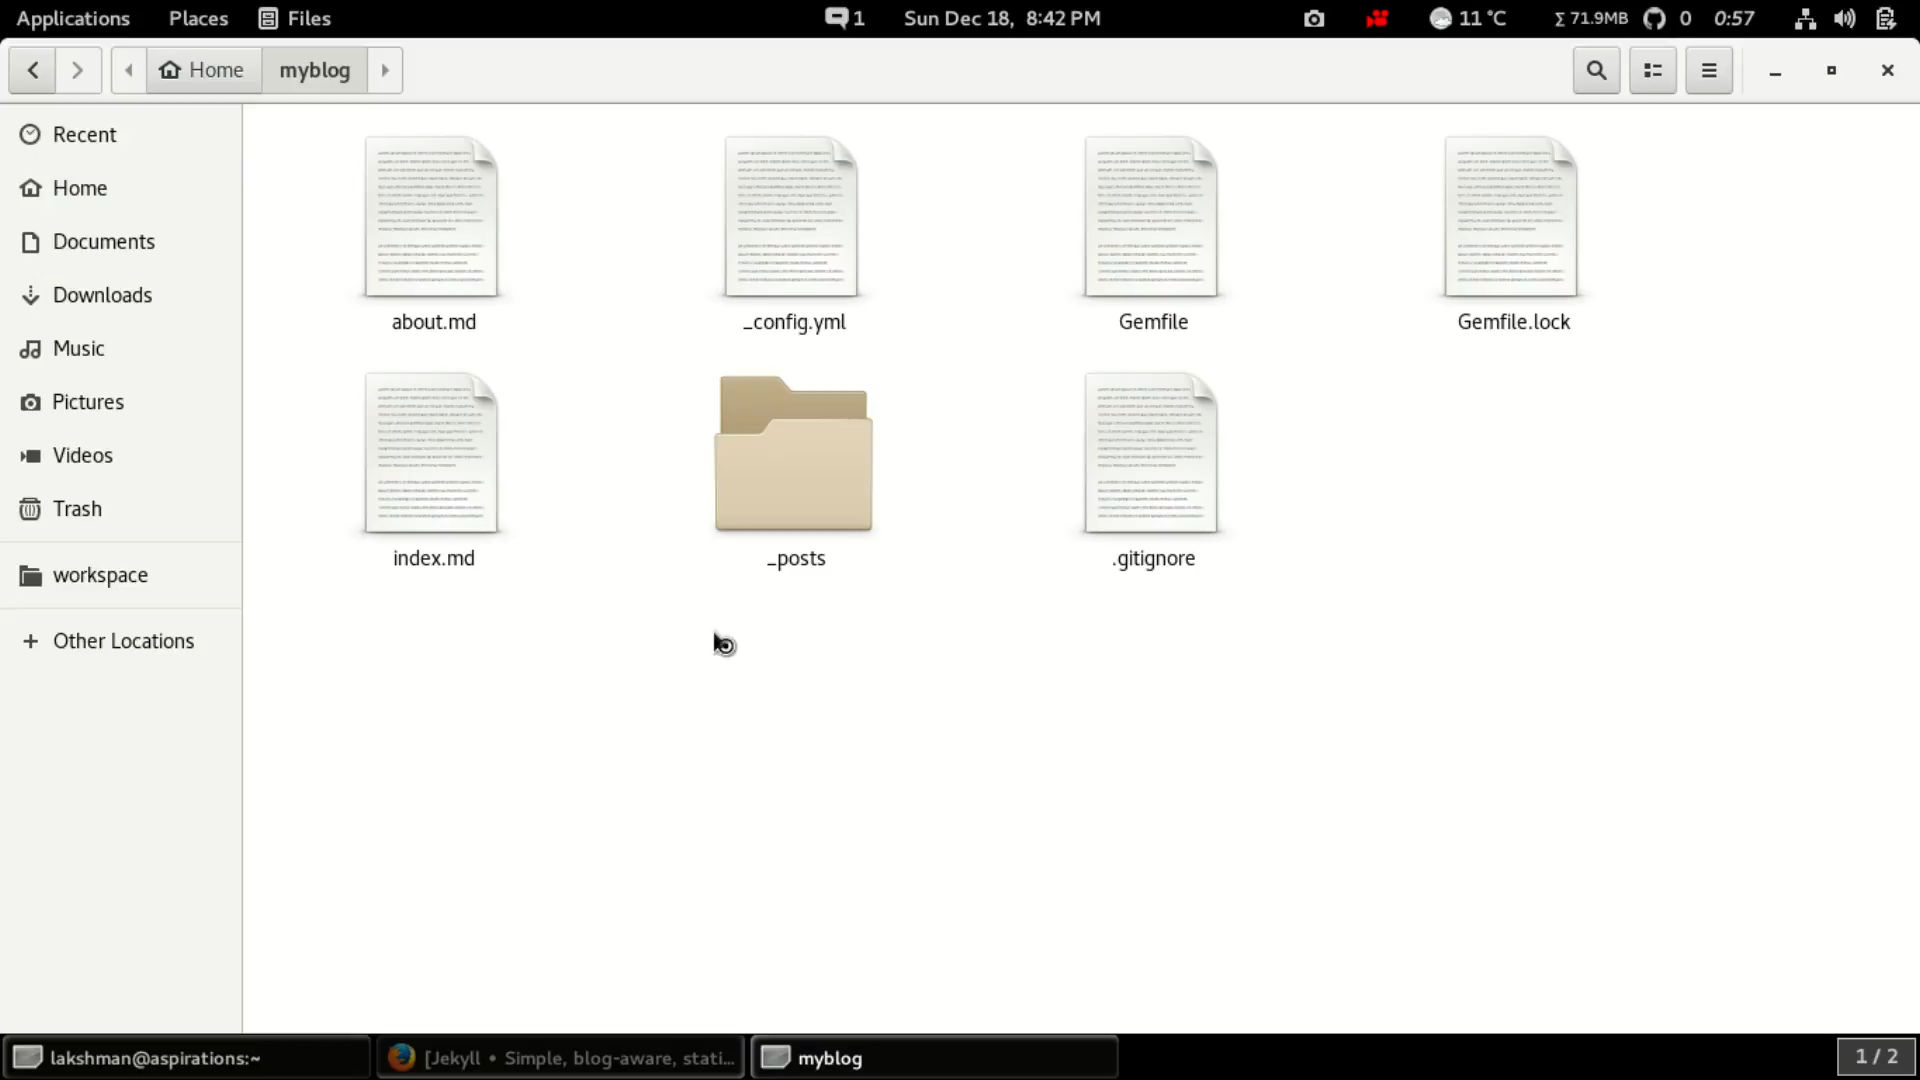 Applications Places Files 1 Sun Dec 18, 8:42 PM 11 °C Σ 71.9MB 0 0:57
Home myblog
Recent
Home
Documents
Downloads
Music
Pictures
Videos
Trash
workspace
+ Other Locations
about.md _config.yml Gemfile Gemfile.lock
index.md _posts .gitignore
lakshman@aspirations:~ [Jekyll • Simple, blog-aware, stati... myblog 1 / 2